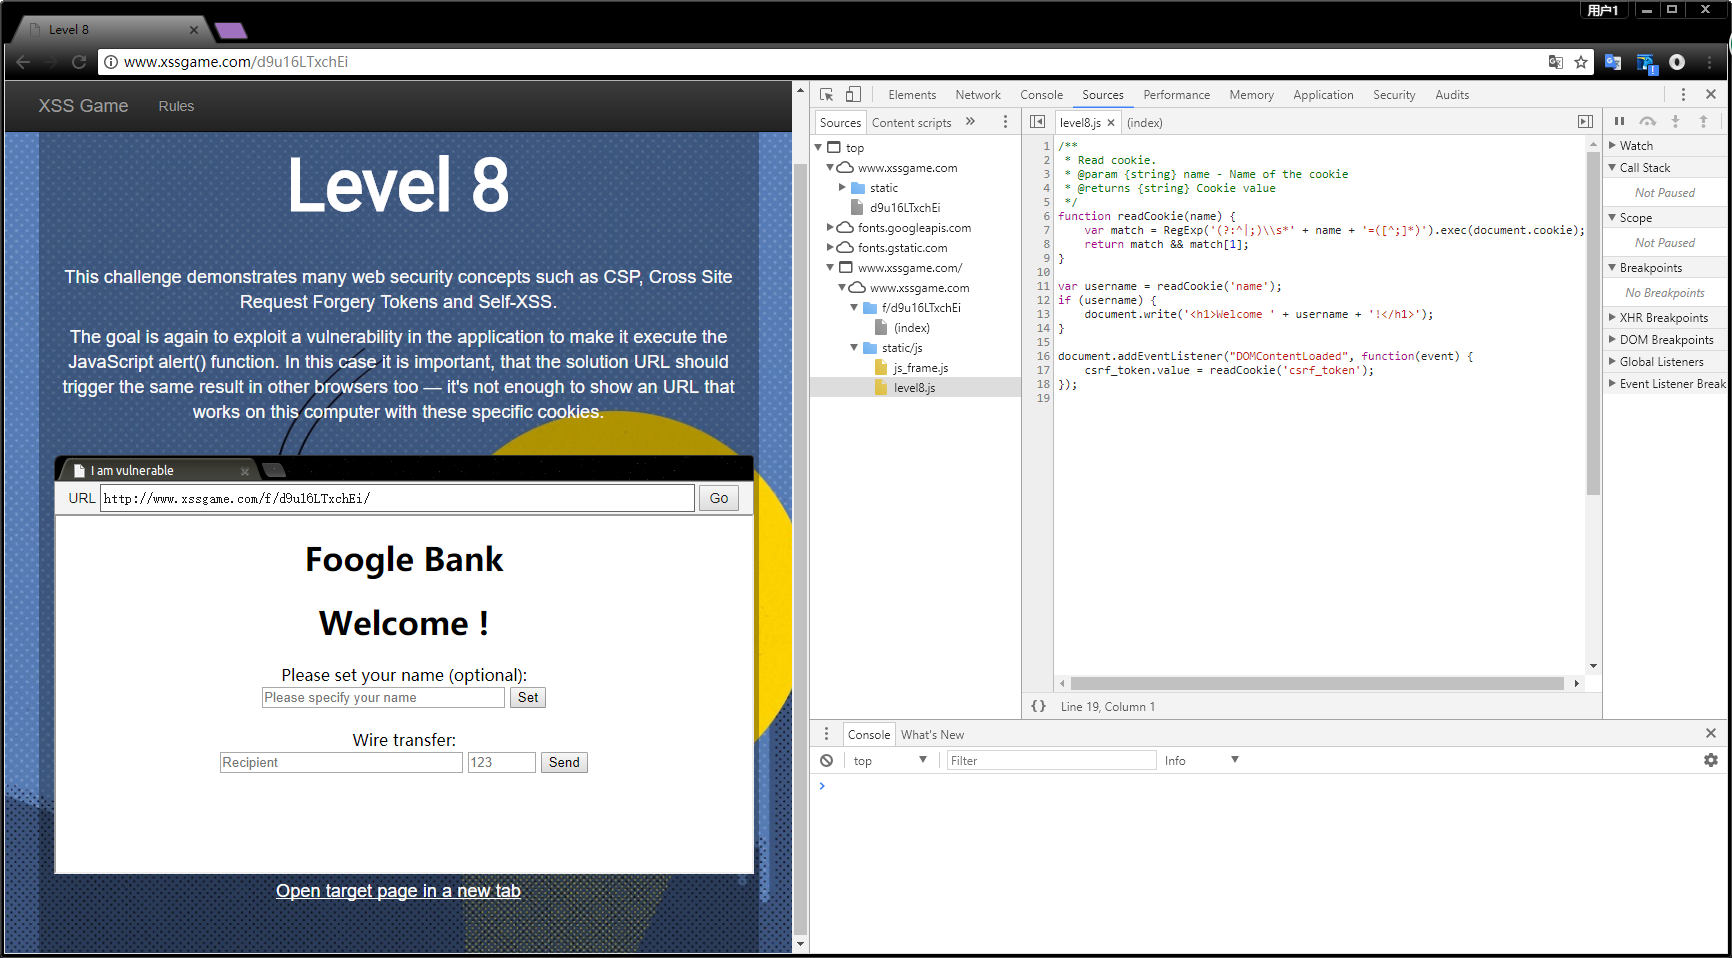 用户1
Level 8
www.xssgame.com/d9u16LTxchEi
XSS Game
Rules
Level 8
This challenge demonstrates many web security concepts such as CSP, Cross Site
Request Forgery Tokens and Self-XSS.
The goal is again to exploit a vulnerability in the application to make it execute the
JavaScript alert() function. In this case it is important, that the solution URL should
trigger the same result in other browsers too — it's not enough to show an URL that
works on this computer with these specific cookies.
I am vulnerable
URL
http://www.xssgame.com/f/d9u16LTxchEi/
Go
Foogle Bank
Welcome !
Please set your name (optional):
Please specify your name
Set
Wire transfer:
Recipient
123
Send
Open target page in a new tab
Elements
Network
Console
Sources
Performance
Memory
Application
Security
Audits
Sources
Content scripts
»
top
www.xssgame.com
static
d9u16LTxchEi
fonts.googleapis.com
fonts.gstatic.com
www.xssgame.com/
www.xssgame.com
f/d9u16LTxchEi
(index)
static/js
js_frame.js
level8.js
level8.js
(index)
1 /**
2 * Read cookie.
3 * @param {string} name - Name of the cookie
4 * @returns {string} Cookie value
5 */
6 function readCookie(name) {
7 var match = RegExp('(?:^|;)\\s*' + name + '=([^;]*)').exec(document.cookie);
8 return match && match[1];
9 }
10
11 var username = readCookie('name');
12 if (username) {
13 document.write('<h1>Welcome ' + username + '!</h1>');
14 }
15
16 document.addEventListener("DOMContentLoaded", function(event) {
17 csrf_token.value = readCookie('csrf_token');
18 });
19
{}
Line 19, Column 1
Watch
Call Stack
Not Paused
Scope
Not Paused
Breakpoints
No Breakpoints
XHR Breakpoints
DOM Breakpoints
Global Listeners
Event Listener Break
Console
What's New
top
Filter
Info